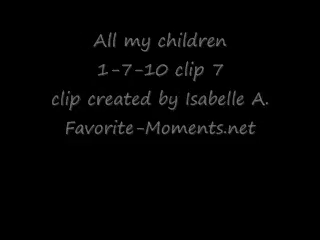 All my children
1-7-10 clip 7
clip created by Isabelle A.
Favorite-Moments.net